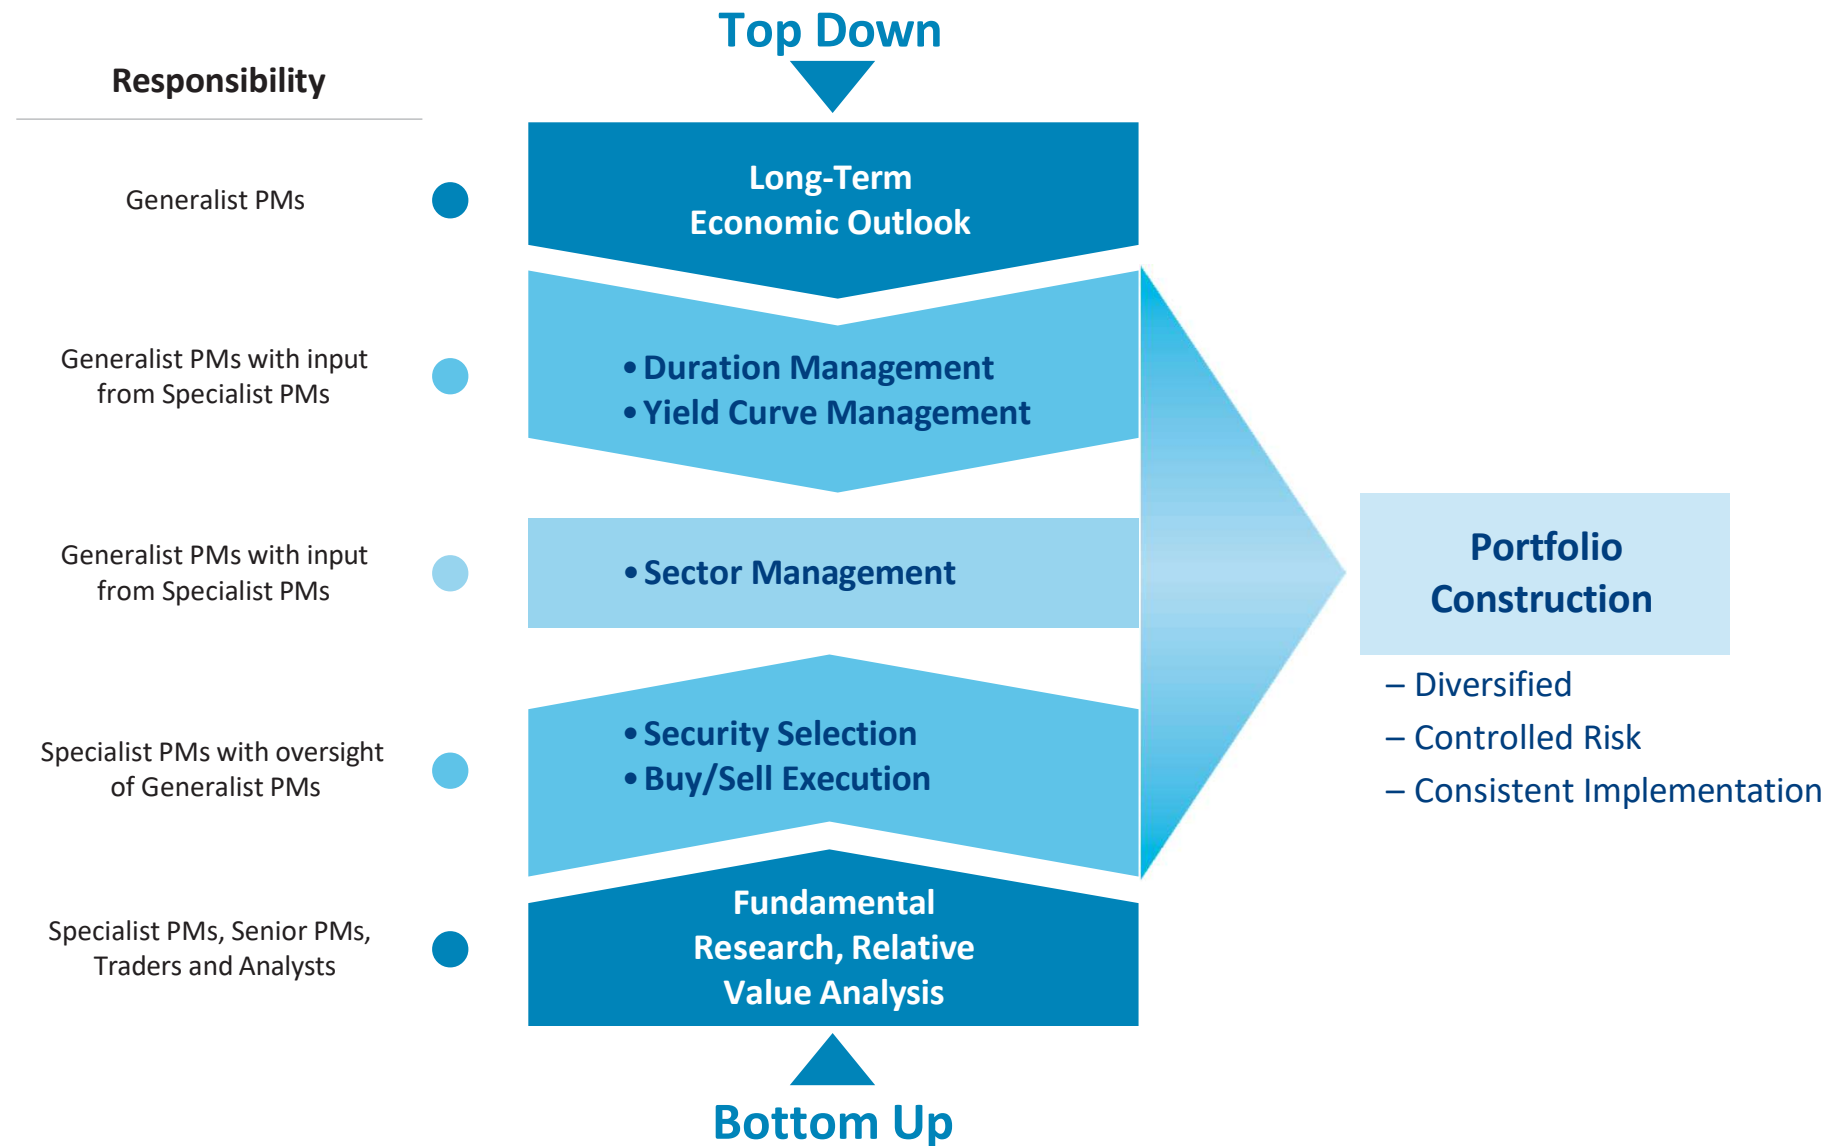 Top Down
Responsibility
Generalist PMs
Long-Term
Economic Outlook
Generalist PMs with input
from Specialist PMs
• Duration Management
• Yield Curve Management
Generalist PMs with input
from Specialist PMs
• Sector Management
Portfolio
Construction
– Diversified
– Controlled Risk
– Consistent Implementation
Specialist PMs with oversight
of Generalist PMs
• Security Selection
• Buy/Sell Execution
Specialist PMs, Senior PMs,
Traders and Analysts
Fundamental
Research, Relative
Value Analysis
Bottom Up